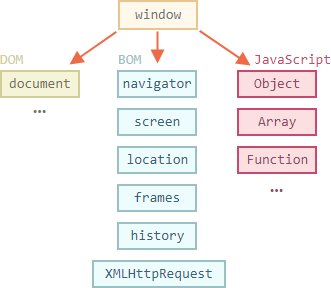 window
DOM
document
...
BOM
navigator
screen
location
frames
history
XMLHttpRequest
JavaScript
Object
Array
Function
...